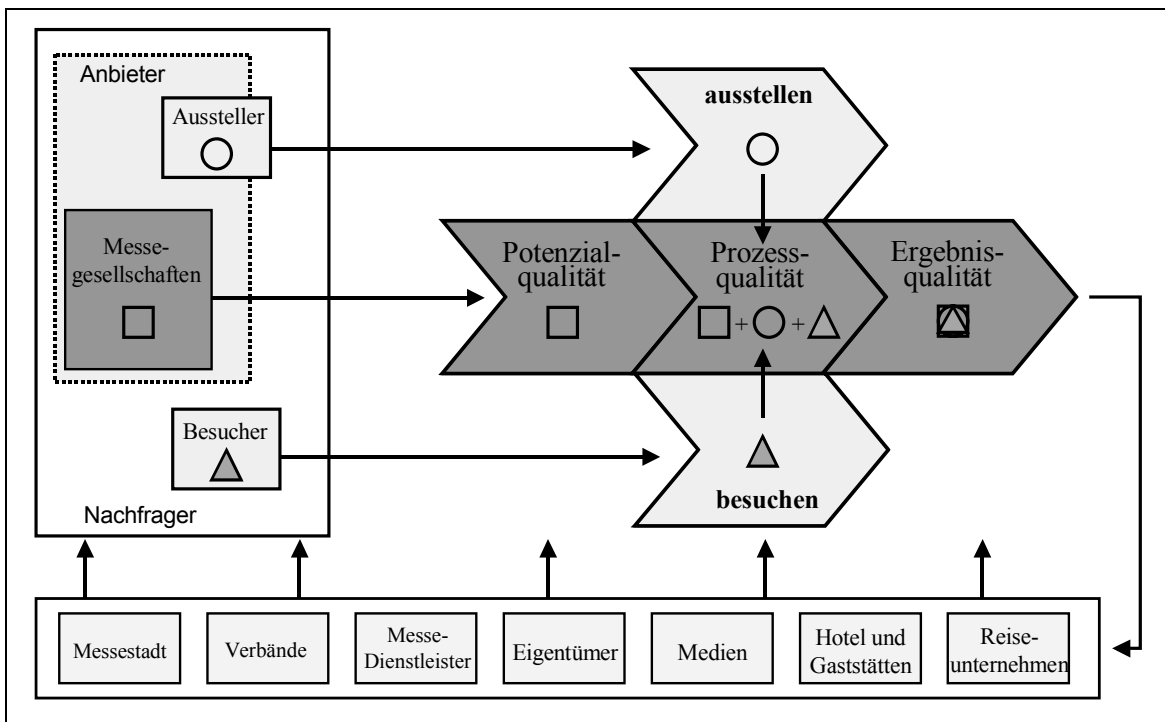 Anbieter
Aussteller
Messe-
gesellschaften
Besucher
Nachfrager
ausstellen
Potenzial-
qualität
Prozess-
qualität
+ +
Ergebnis-
qualität
besuchen
Messestadt
Verbände
Messe-
Dienstleister
Eigentümer
Medien
Hotel und
Gaststätten
Reise-
unternehmen